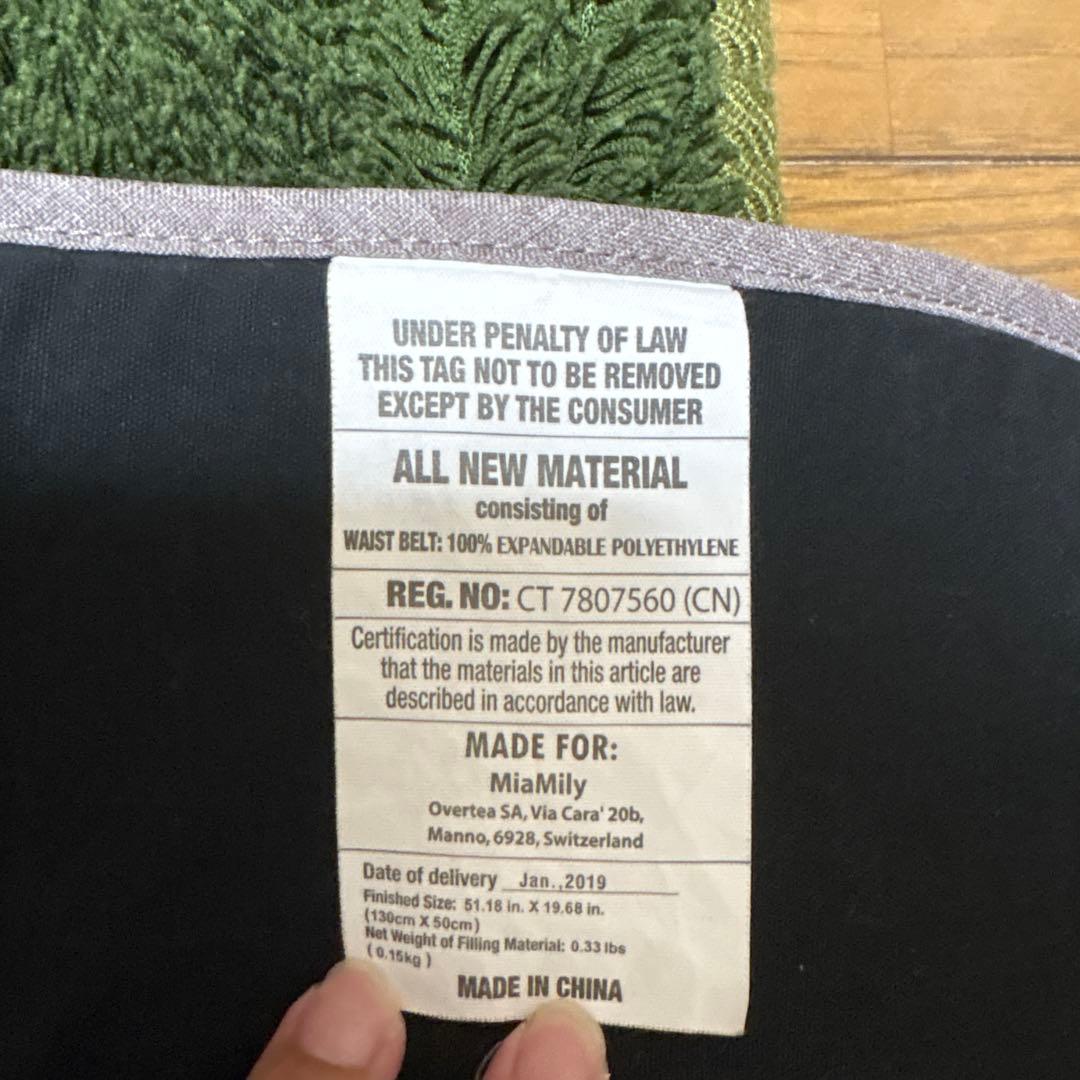 UNDER PENALTY OF LAW
THIS TAG NOT TO BE REMOVED
EXCEPT BY THE CONSUMER
ALL NEW MATERIAL
consisting of
WAIST BELT: 100% EXPANDABLE POLYETHYLENE
REG. NO: CT 7807560 (CN)
Certification is made by the manufacturer
that the materials in this article are
described in accordance with law.
MADE FOR:
MiaMily
Overtea SA, Via Cara' 20b,
Manno, 6928, Switzerland
Date of delivery Jan.,2019
Finished Size: 51.18 in. X 19.68 in.
(130cm X 50cm)
Net Weight of Filling Material: 0.33 lbs
(0.15kg )
MADE IN CHINA